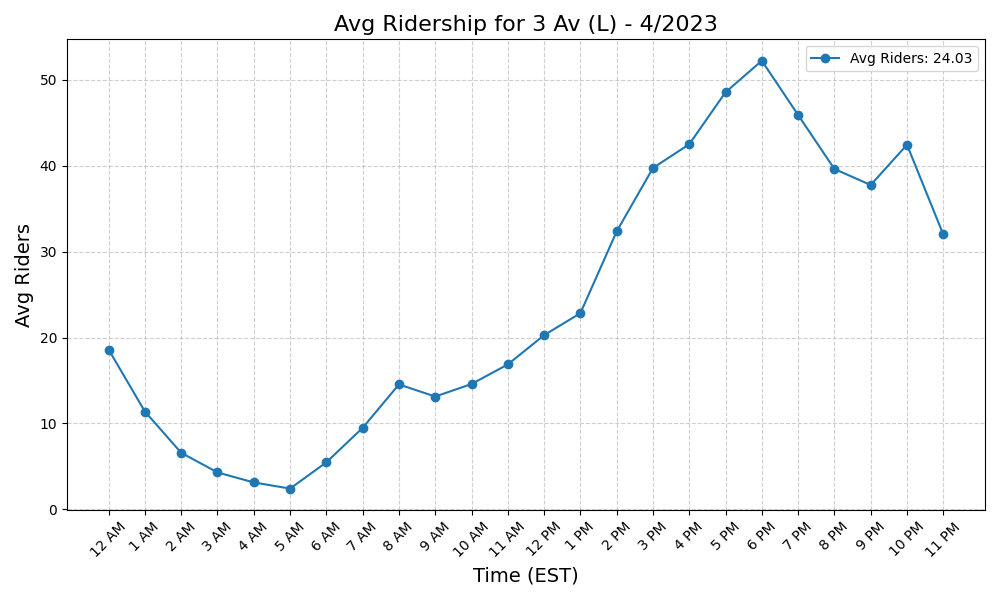 Avg Ridership for 3 Av (L) - 4/2023
Avg Riders: 24.03
Avg Riders
50
40
30
20
10
0
12 AM
1 AM
2 AM
3 AM
4 AM
5 AM
6 AM
7 AM
8 AM
9 AM
10 AM
11 AM
12 PM
1 PM
2 PM
3 PM
4 PM
5 PM
6 PM
7 PM
8 PM
9 PM
10 PM
11 PM
Time (EST)